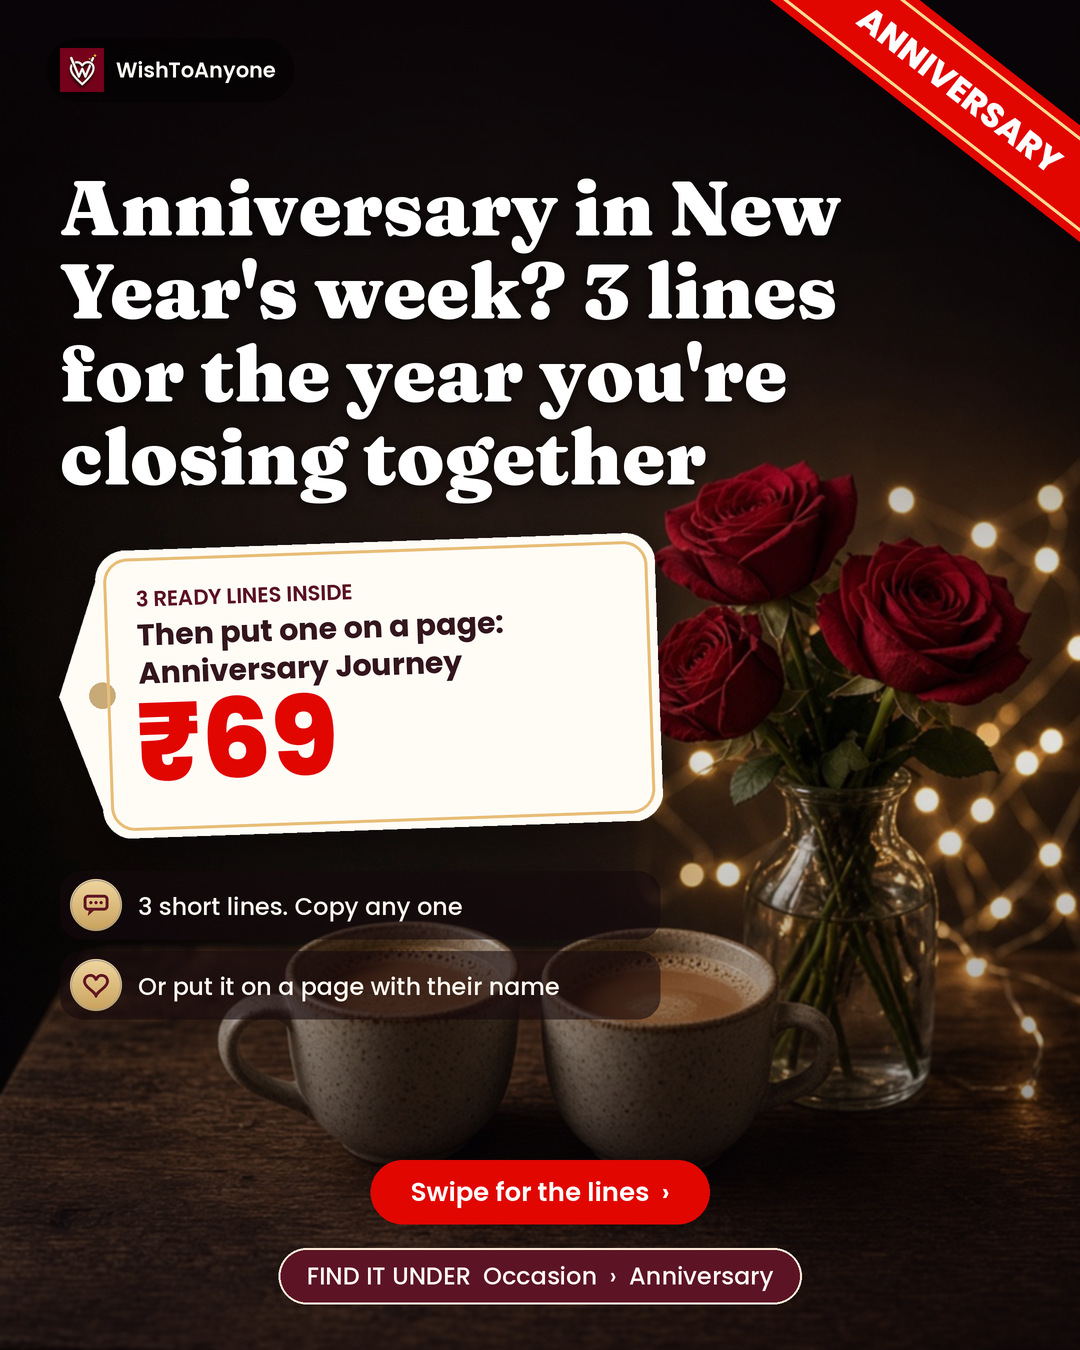 WishToAnyone
ANNIVERSARY
Anniversary in New
Year's week? 3 lines
for the year you're
closing together
3 READY LINES INSIDE
Then put one on a page:
Anniversary Journey
₹69
3 short lines. Copy any one
Or put it on a page with their name
Swipe for the lines ›
FIND IT UNDER Occasion › Anniversary